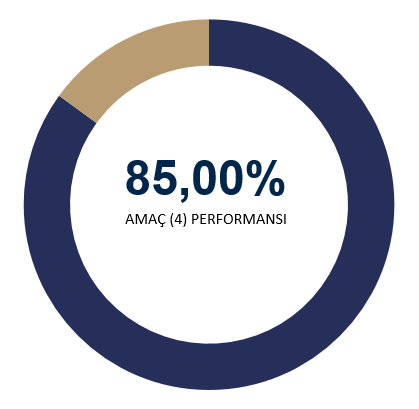 85,00%
AMAÇ (4) PERFORMANSI